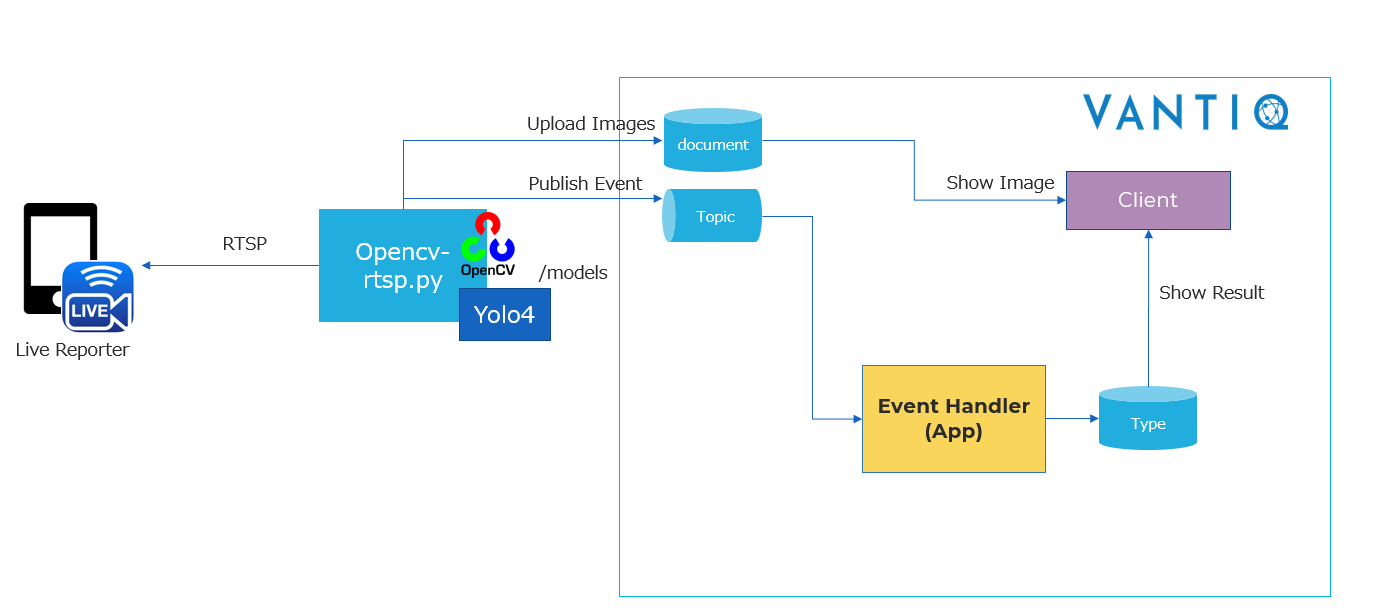 VANTIQ
Upload Images
document
Publish Event
Topic
Show Image
Client
RTSP
Opencv-
rtsp.py
OpenCV
/models
Yolo4
LIVE
Live Reporter
Show Result
Event Handler
(App)
Type